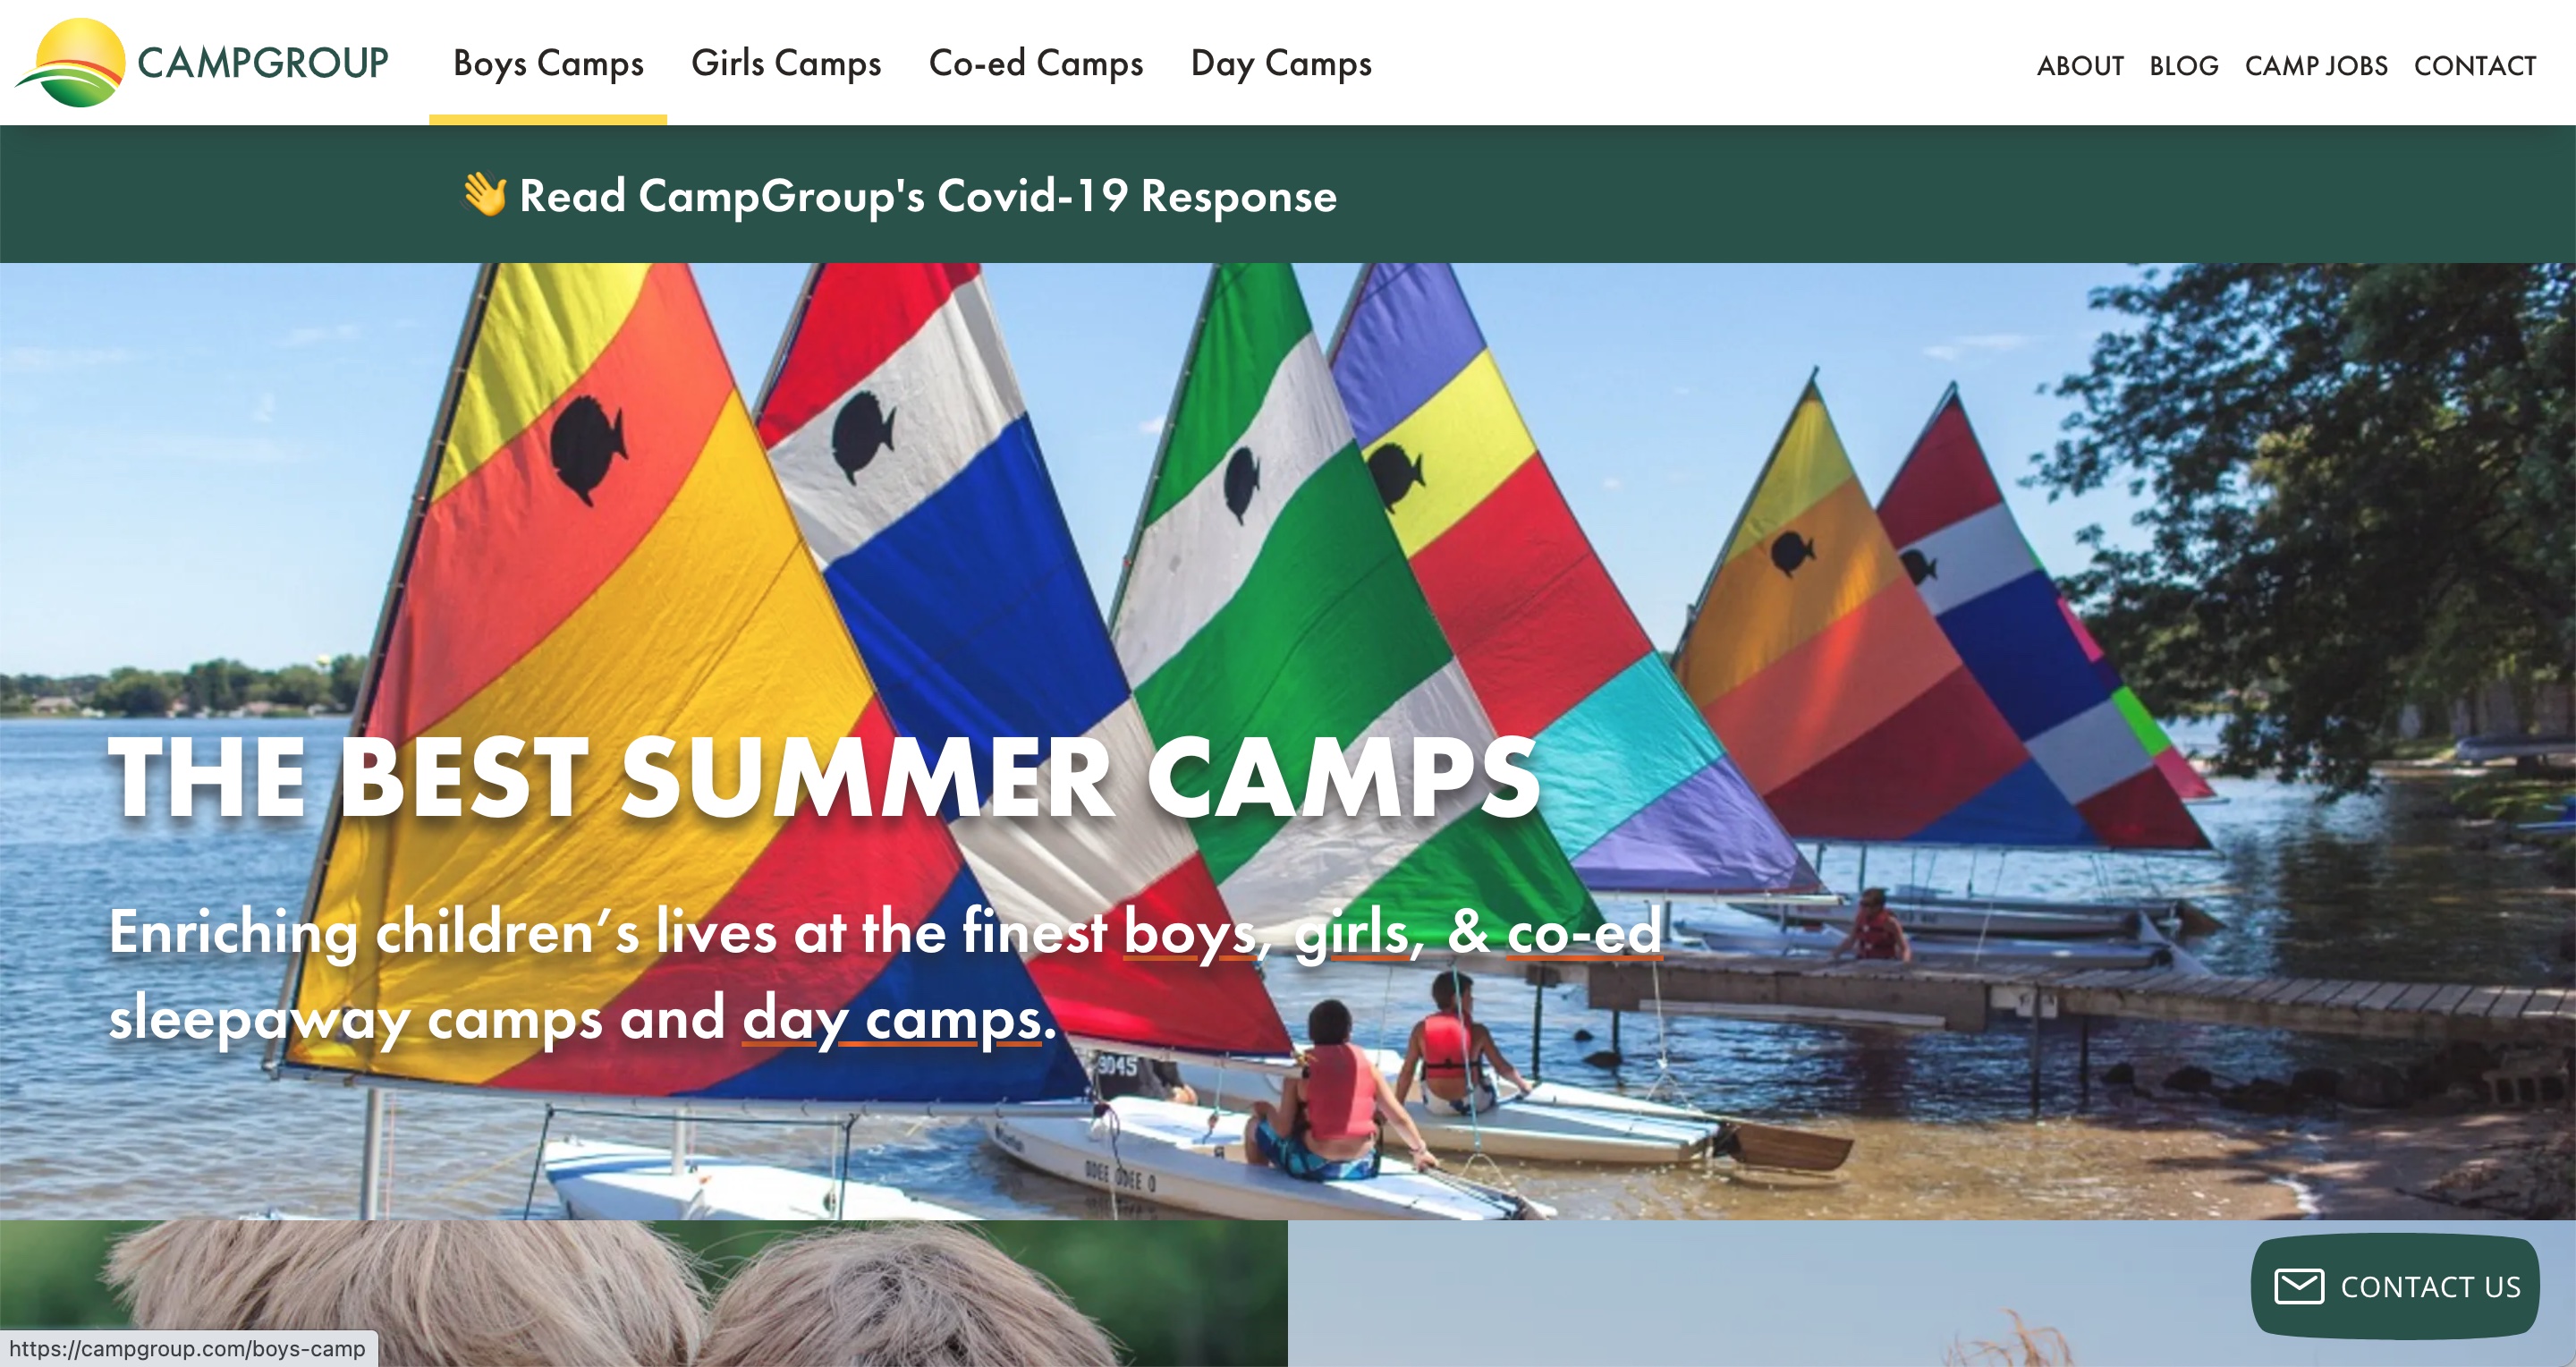 CAMPGROUP
Boys Camps
Girls Camps
Co-ed Camps
Day Camps
ABOUT
BLOG
CAMP JOBS
CONTACT
👋 Read CampGroup's Covid-19 Response
THE BEST SUMMER CAMPS
Enriching children’s lives at the finest boys, girls, & co-ed
sleepaway camps and day camps.
3045
ODEE ODEE O
CONTACT US
https://campgroup.com/boys-camp